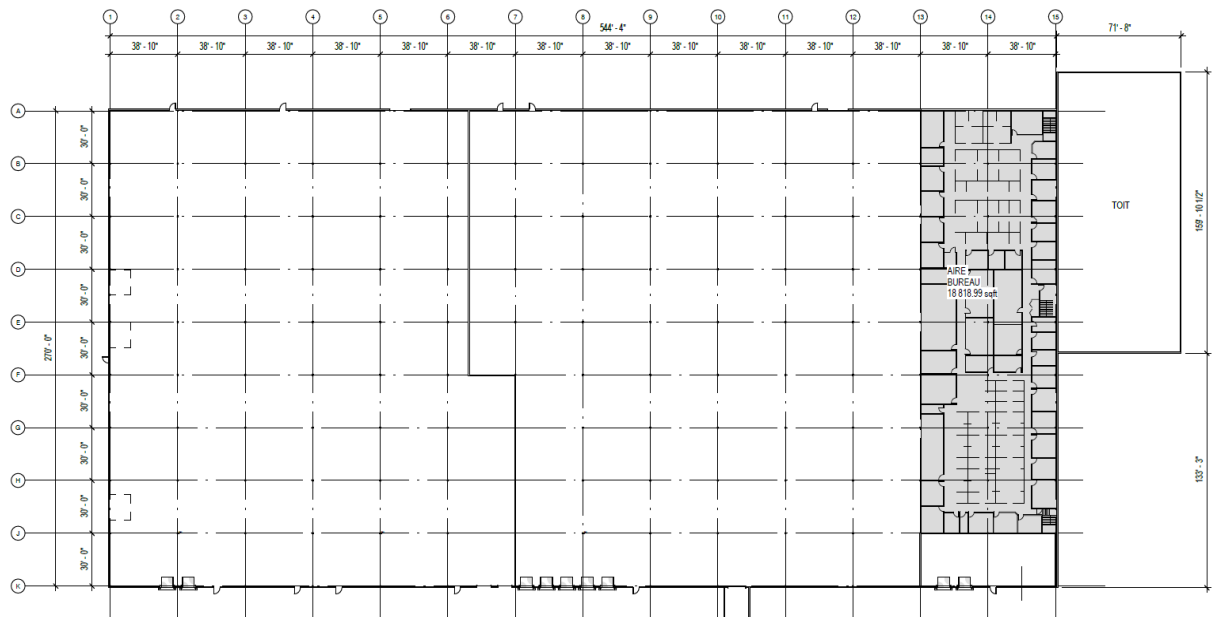 1 2 3 4 5 6 7 8 9 10 11 12 13 14 15
544' - 4" 71' - 8"
38' - 10" 38' - 10" 38' - 10" 38' - 10" 38' - 10" 38' - 10" 38' - 10" 38' - 10" 38' - 10" 38' - 10" 38' - 10" 38' - 10" 38' - 10" 38' - 10"
A
30' - 0"
B
30' - 0"
C
TOIT
159' - 10 1/2"
30' - 0"
D
AIRE
BUREAU
18 818.99 sqft
30' - 0"
E
270' - 0"
30' - 0"
F
30' - 0"
G
30' - 0"
H
133' - 3"
30' - 0"
J
30' - 0"
K